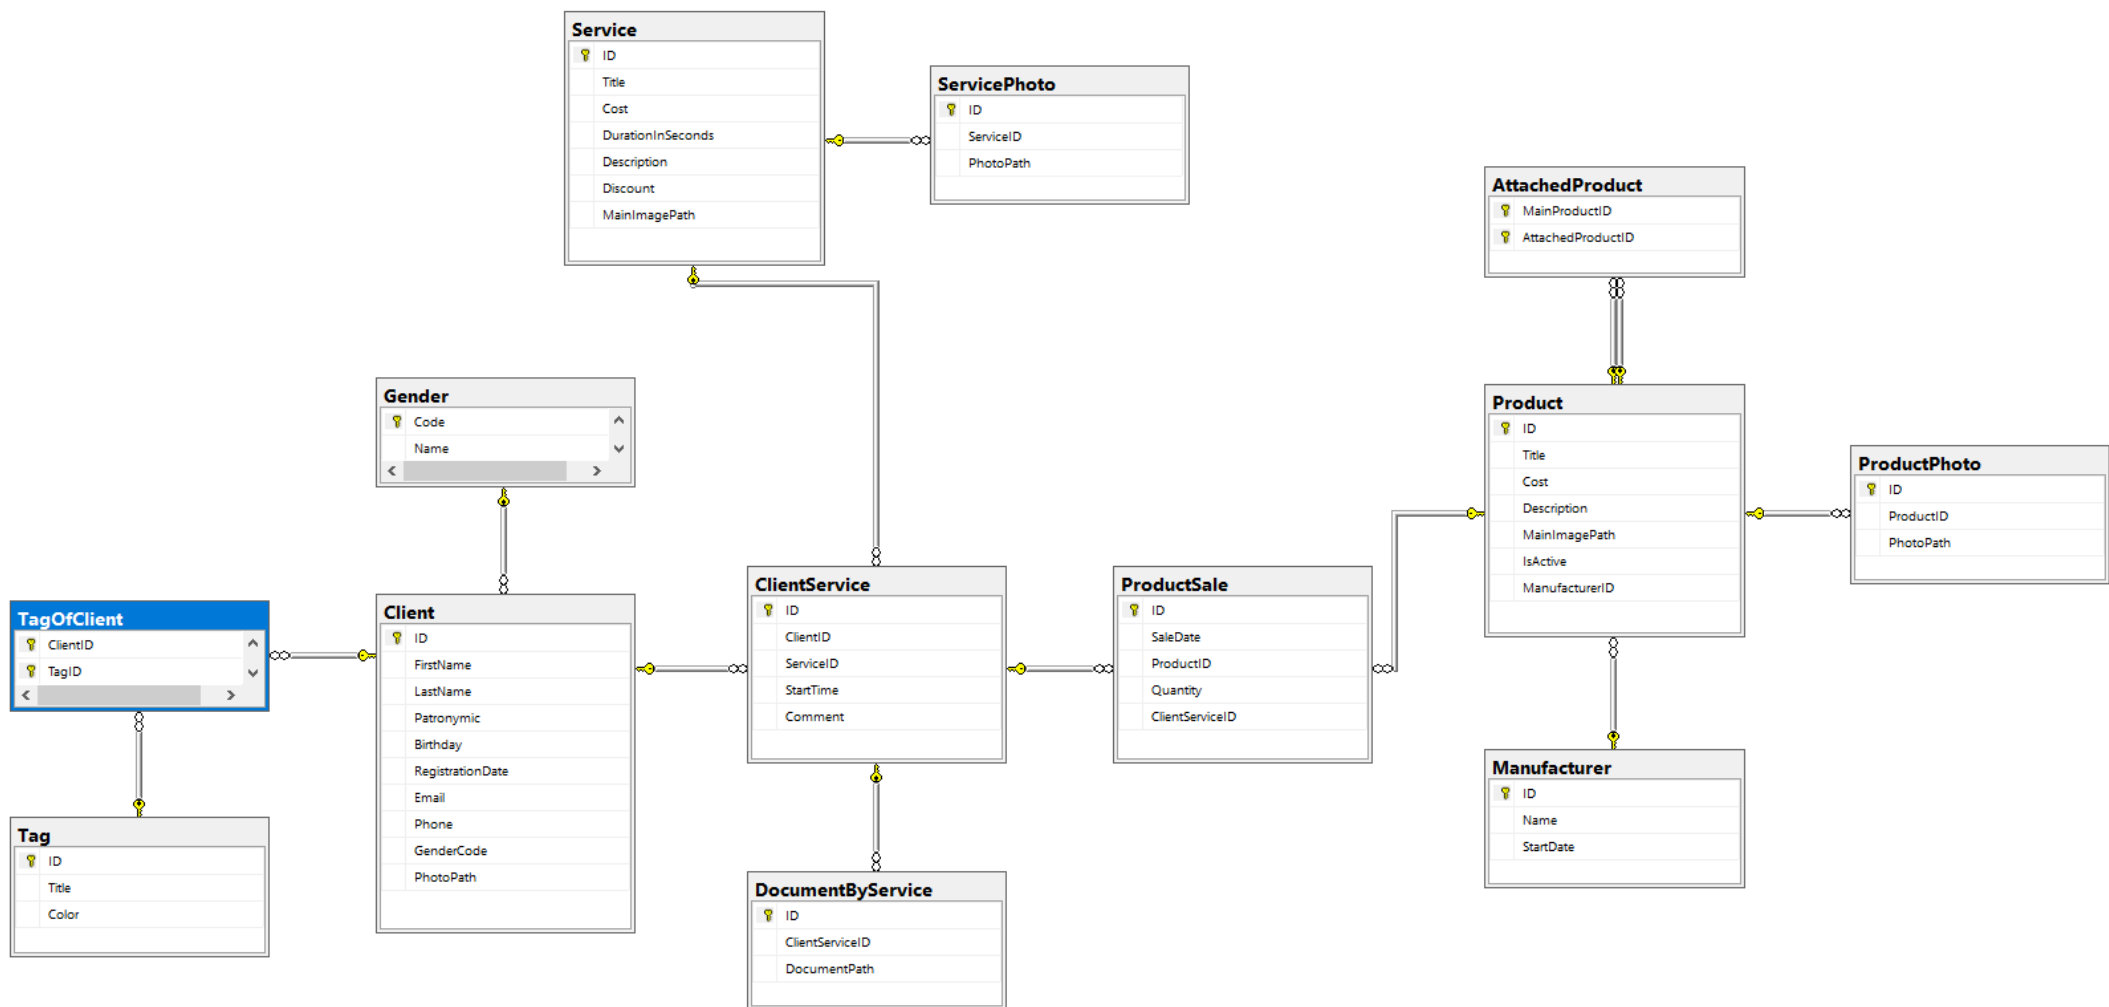 Service
ID
Title
Cost
DurationInSeconds
Description
Discount
MainImagePath
ServicePhoto
ID
ServiceID
PhotoPath
AttachedProduct
MainProductID
AttachedProductID
Gender
Code
Name
Product
ID
Title
Cost
Description
MainImagePath
IsActive
ManufacturerID
ProductPhoto
ID
ProductID
PhotoPath
TagOfClient
ClientID
TagID
Client
ID
FirstName
LastName
Patronymic
Birthday
RegistrationDate
Email
Phone
GenderCode
PhotoPath
ClientService
ID
ClientID
ServiceID
StartTime
Comment
ProductSale
ID
SaleDate
ProductID
Quantity
ClientServiceID
Manufacturer
ID
Name
StartDate
Tag
ID
Title
Color
DocumentByService
ID
ClientServiceID
DocumentPath